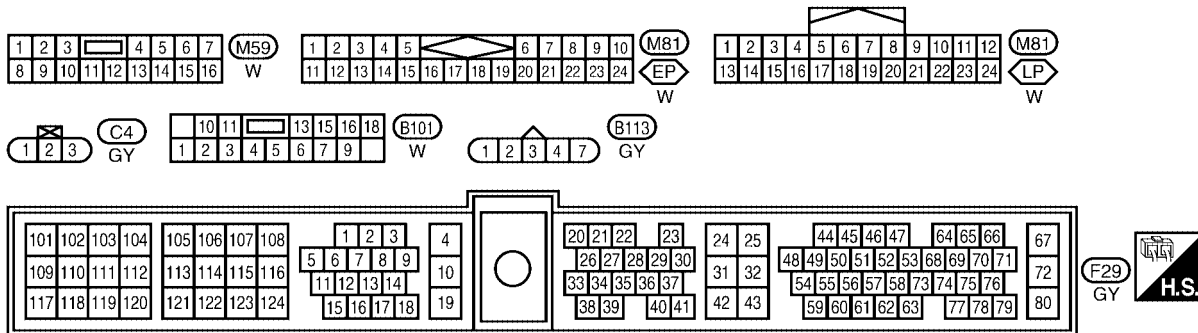 1 2 3 4 5 6 7 M59
8 9 10 11 12 13 14 15 16 W
1 2 3 4 5 6 7 8 9 10 M81
11 12 13 14 15 16 17 18 19 20 21 22 23 24 EP
W
1 2 3 4 5 6 7 8 9 10 11 12 M81
13 14 15 16 17 18 19 20 21 22 23 24 LP
W
1 2 3 C4
GY
10 11 13 15 16 18 B101
1 2 3 4 5 6 7 9 W
1 2 3 4 7 B113
GY
101 102 103 104 105 106 107 108 1 2 3 4 20 21 22 23 24 25 44 45 46 47 64 65 66 67
5 6 7 8 9 26 27 28 29 30 48 49 50 51 52 53 68 69 70 71
109 110 111 112 113 114 115 116 10 31 32 72
11 12 13 14 33 34 35 36 37 54 55 56 57 58 73 74 75 76
117 118 119 120 121 122 123 124 15 16 17 18 19 38 39 40 41 42 43 59 60 61 62 63 77 78 79 80
F29
GY
H.S.